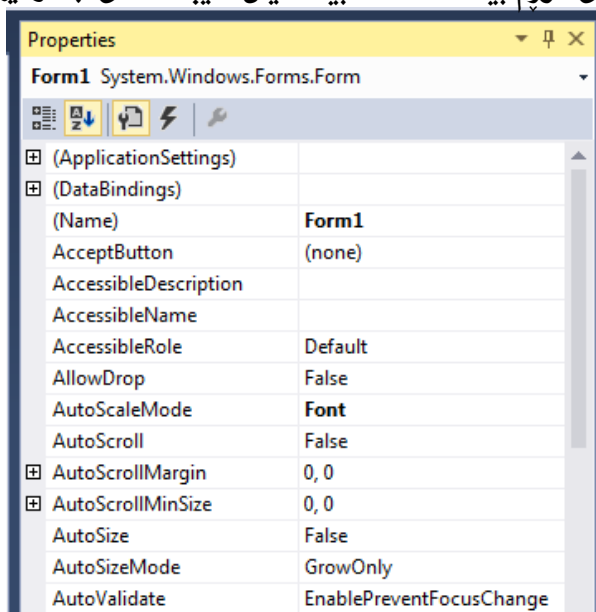 Properties
Form1 System.Windows.Forms.Form
(ApplicationSettings)
(DataBindings)
(Name) Form1
AcceptButton (none)
AccessibleDescription
AccessibleName
AccessibleRole Default
AllowDrop False
AutoScaleMode Font
AutoScroll False
AutoScrollMargin 0, 0
AutoScrollMinSize 0, 0
AutoSize False
AutoSizeMode GrowOnly
AutoValidate EnablePreventFocusChange